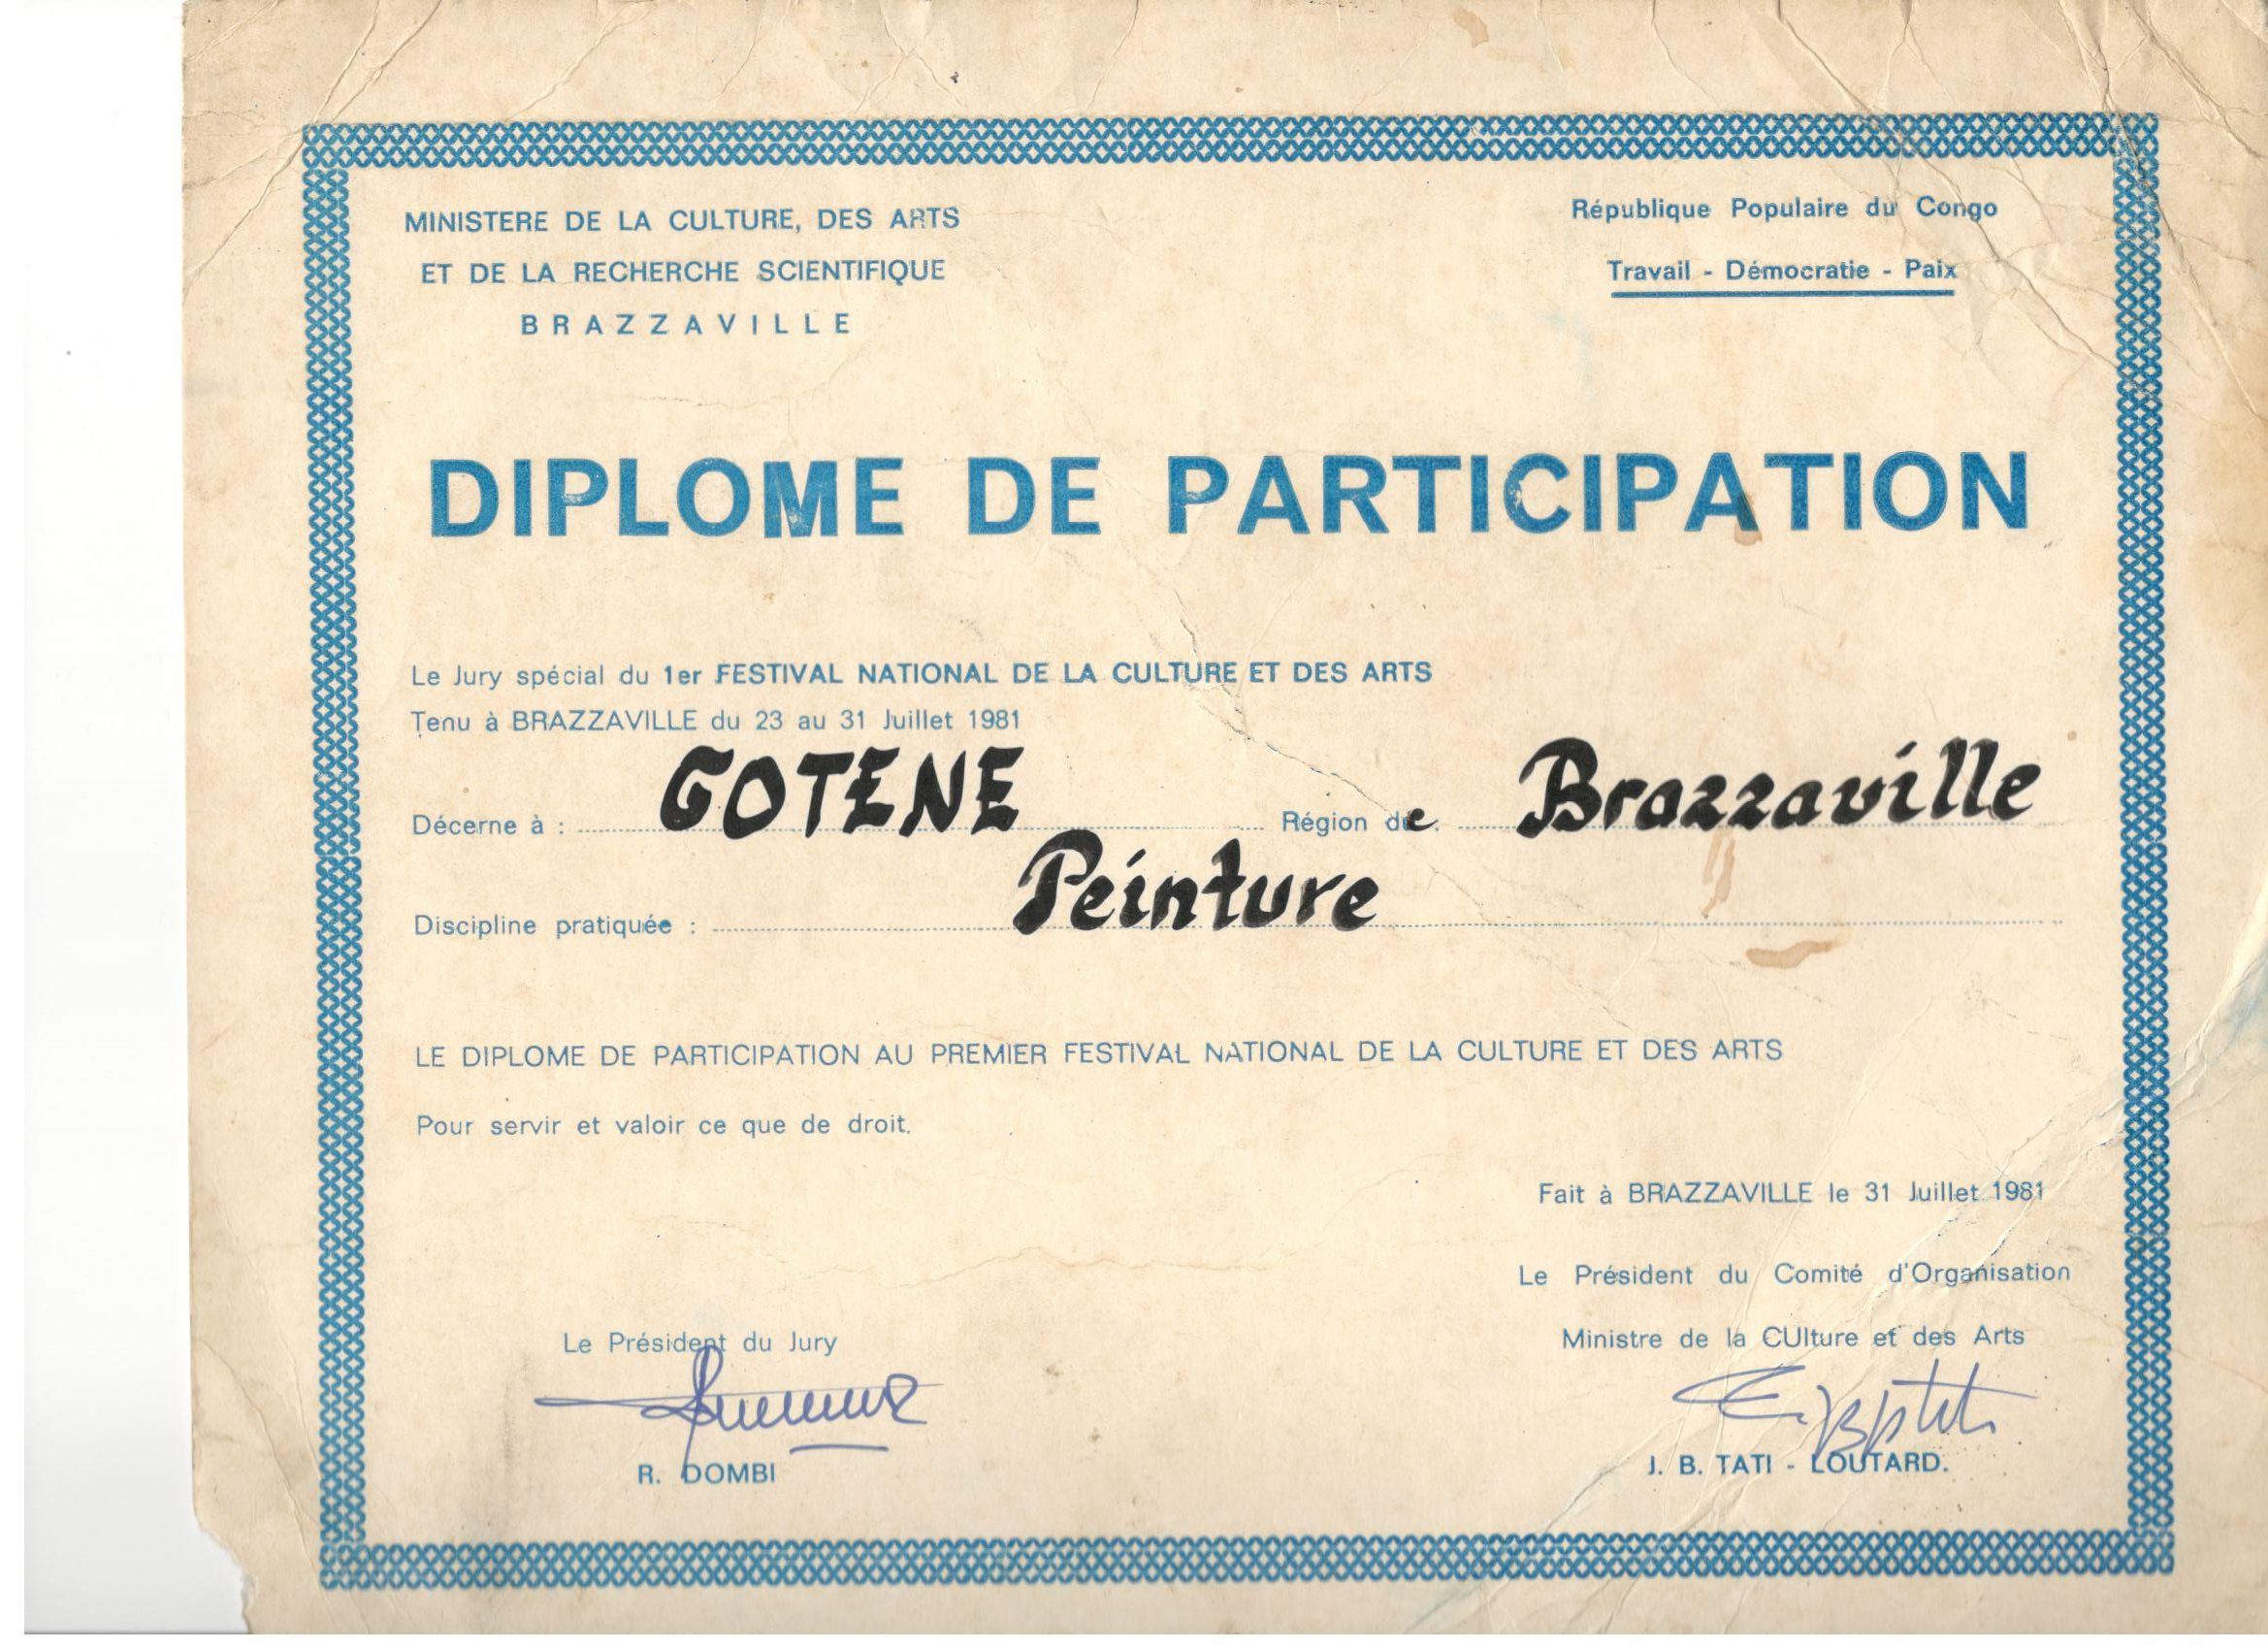 MINISTERE DE LA CULTURE, DES ARTS
ET DE LA RECHERCHE SCIENTIFIQUE
BRAZZAVILLE
République Populaire du Congo
Travail - Démocratie - Paix
DIPLOME DE PARTICIPATION
Le Jury spécial du 1er FESTIVAL NATIONAL DE LA CULTURE ET DES ARTS
Tenu à BRAZZAVILLE du 23 au 31 Juillet 1981
Décerne à : GOTENE Région de Brazzaville
Discipline pratiquée : Peinture
LE DIPLOME DE PARTICIPATION AU PREMIER FESTIVAL NATIONAL DE LA CULTURE ET DES ARTS
Pour servir et valoir ce que de droit.
Fait à BRAZZAVILLE le 31 Juillet 1981
Le Président du Comité d'Organisation
Ministre de la CUlture et des Arts
J. B. TATI - LOUTARD.
Le Président du Jury
R. DOMBI